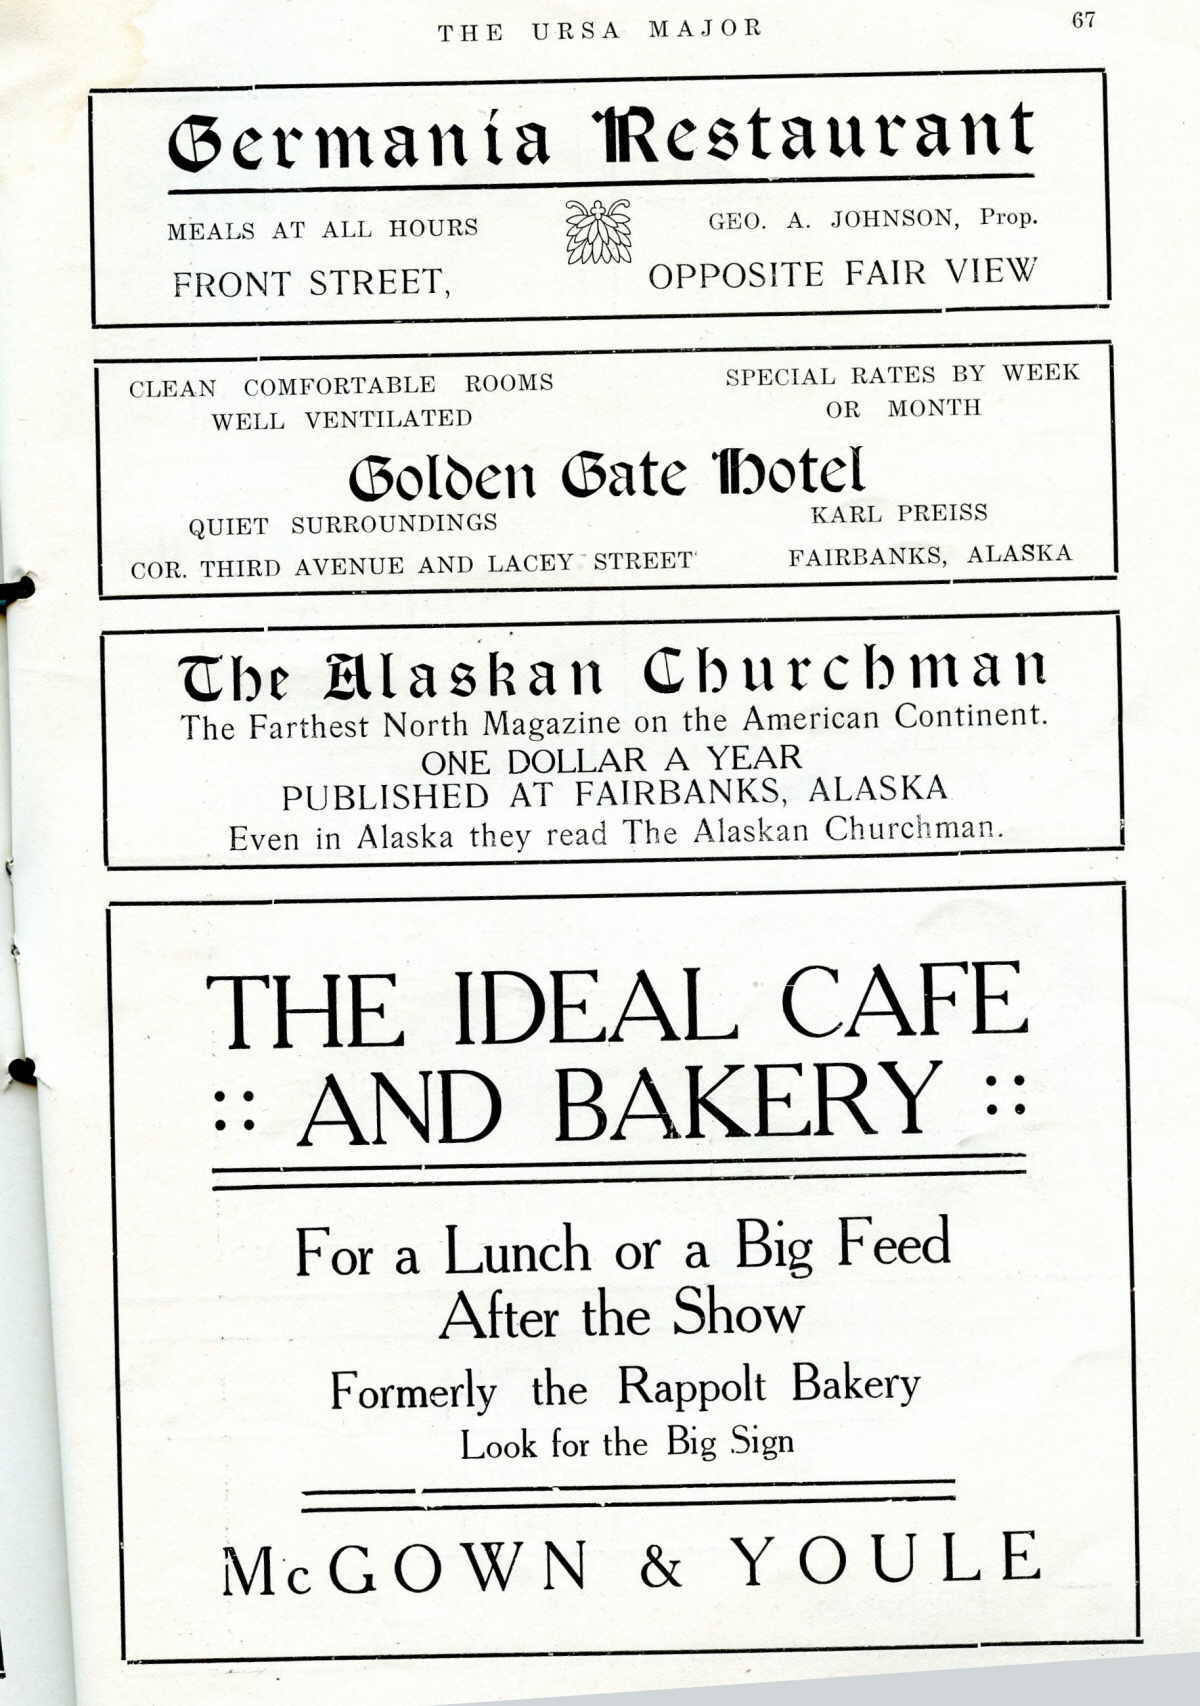 THE URSA MAJOR 67
Germania Restaurant
MEALS AT ALL HOURS GEO. A. JOHNSON, Prop.
FRONT STREET, OPPOSITE FAIR VIEW
CLEAN COMFORTABLE ROOMS SPECIAL RATES BY WEEK
WELL VENTILATED OR MONTH
Golden Gate Hotel
QUIET SURROUNDINGS KARL PREISS
COR. THIRD AVENUE AND LACEY STREET FAIRBANKS, ALASKA
The Alaskan Churchman
The Farthest North Magazine on the American Continent.
ONE DOLLAR A YEAR
PUBLISHED AT FAIRBANKS, ALASKA
Even in Alaska they read The Alaskan Churchman.
THE IDEAL CAFE
:: AND BAKERY ::
For a Lunch or a Big Feed
After the Show
Formerly the Rappolt Bakery
Look for the Big Sign
McGOWN & YOULE